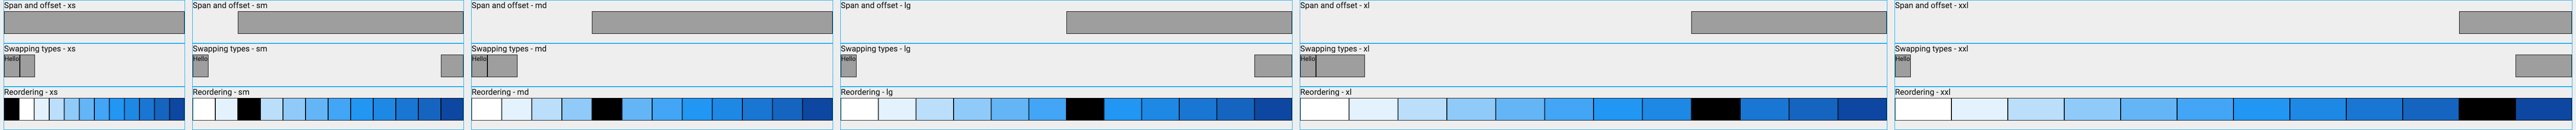 Span and offset - xs
Swapping types - xs
Hello
Reordering - xs
Span and offset - sm
Swapping types - sm
Hello
Reordering - sm
Span and offset - md
Swapping types - md
Hello
Reordering - md
Span and offset - lg
Swapping types - lg
Hello
Reordering - lg
Span and offset - xl
Swapping types - xl
Hello
Reordering - xl
Span and offset - xxl
Swapping types - xxl
Hello
Reordering - xxl